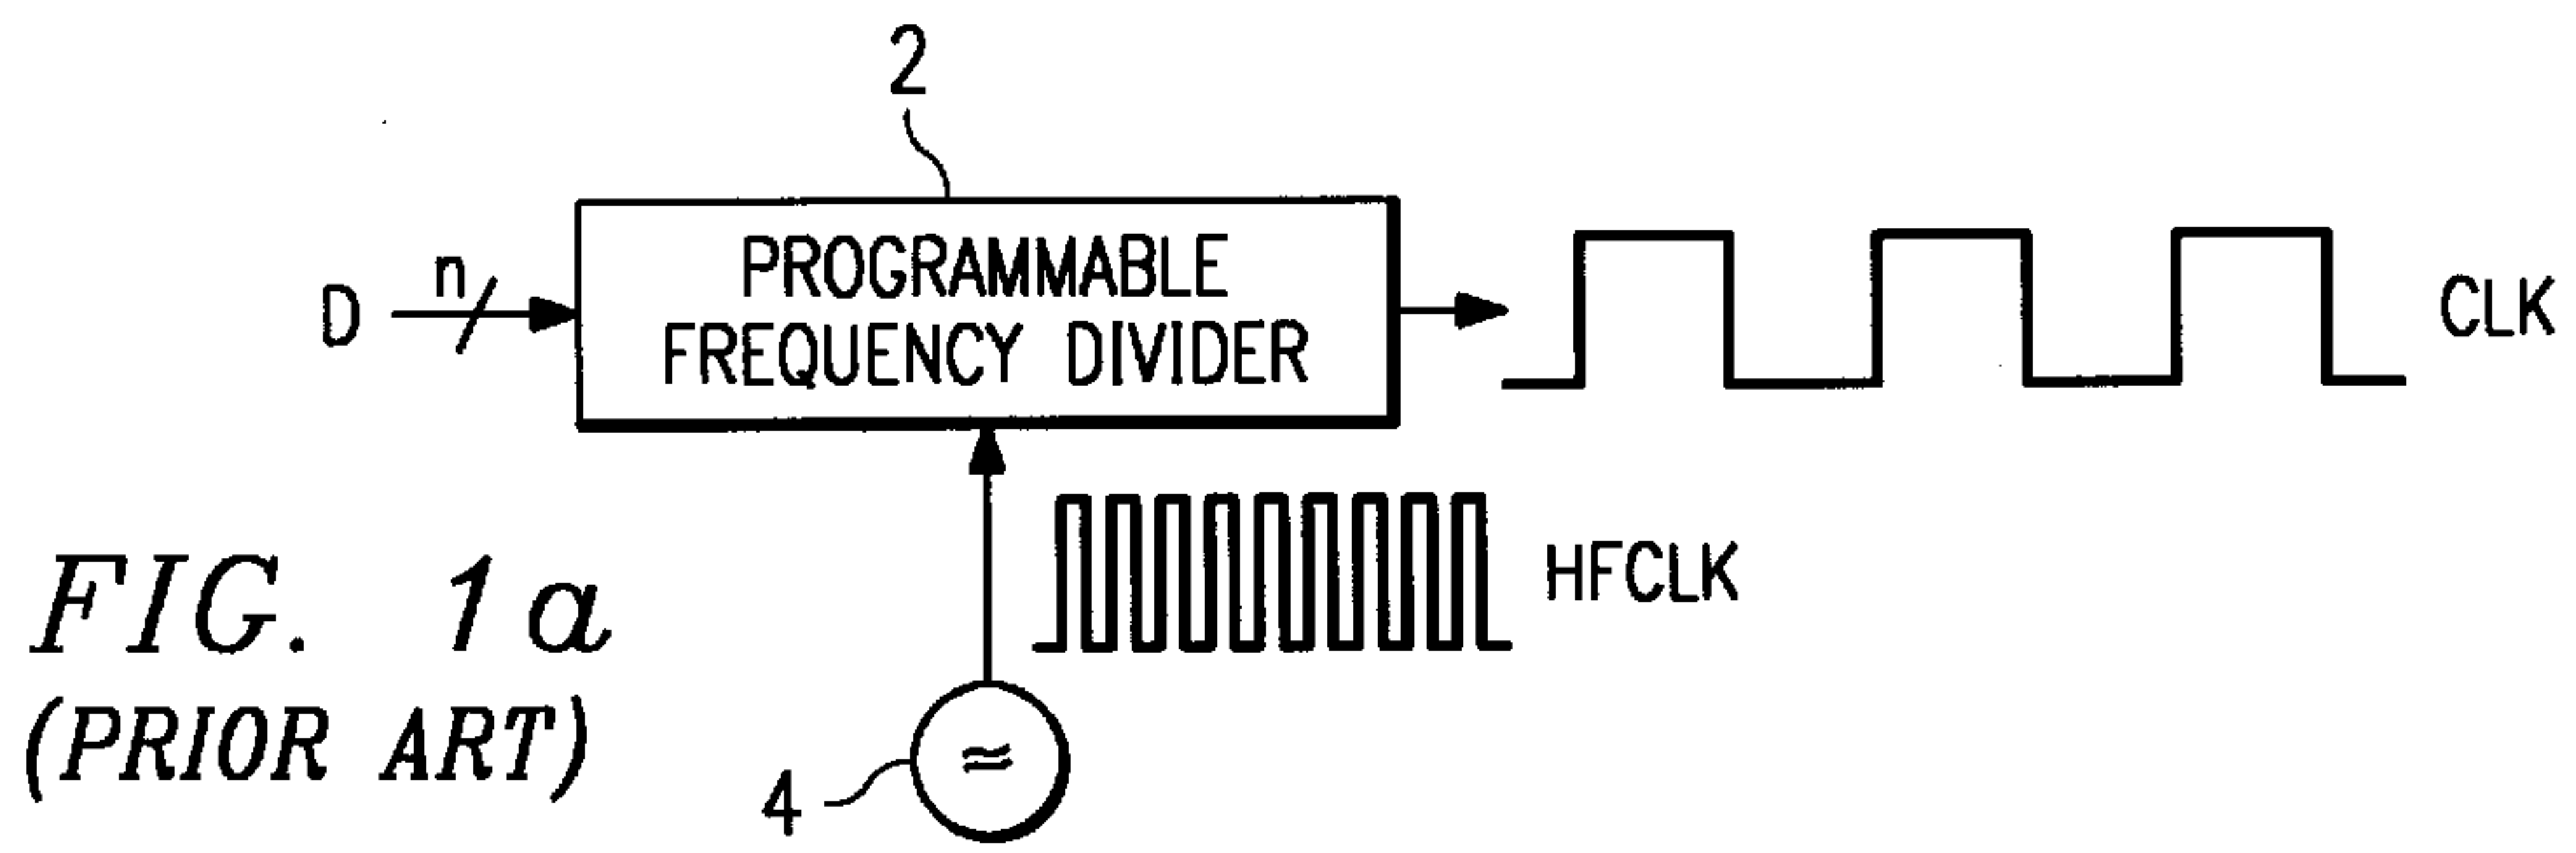 2
D
n
PROGRAMMABLE
FREQUENCY DIVIDER
CLK
HFCLK
≈
4
FIG. 1a
(PRIOR ART)